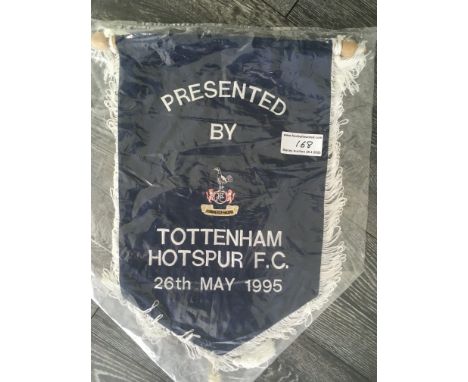 PRESENTED
BY
TOTTENHAM
HOTSPUR F.C.
26th MAY 1995
168